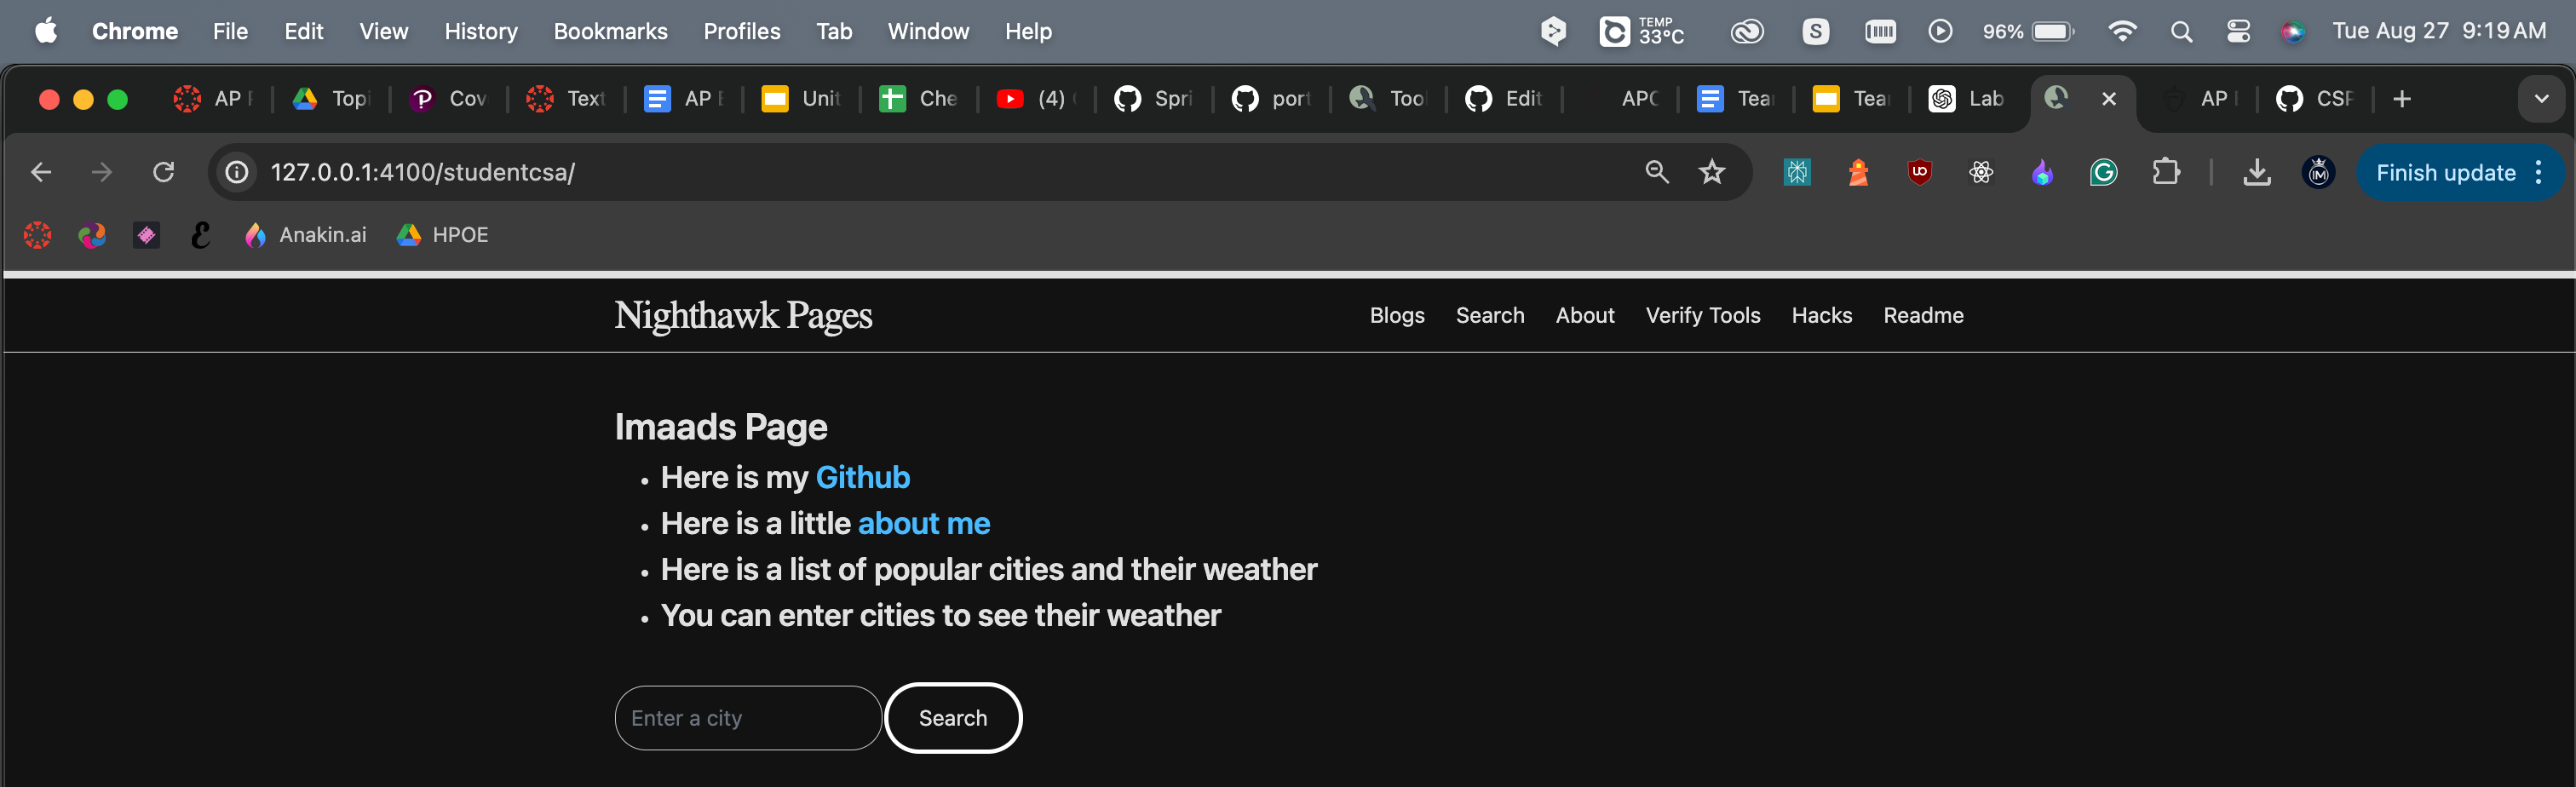 Chrome File Edit View History Bookmarks Profiles Tab Window Help TEMP 33°C S 96% Tue Aug 27 9:19 AM
AP Topi Cov Text AP Unit Che (4) Spri port Tool Edit APC Tear Tear Lab AP CSP
127.0.0.1:4100/studentcsa/ Finish update
Anakin.ai HPOE
Nighthawk Pages Blogs Search About Verify Tools Hacks Readme
Imaads Page
Here is my Github
Here is a little about me
Here is a list of popular cities and their weather
You can enter cities to see their weather
Enter a city Search